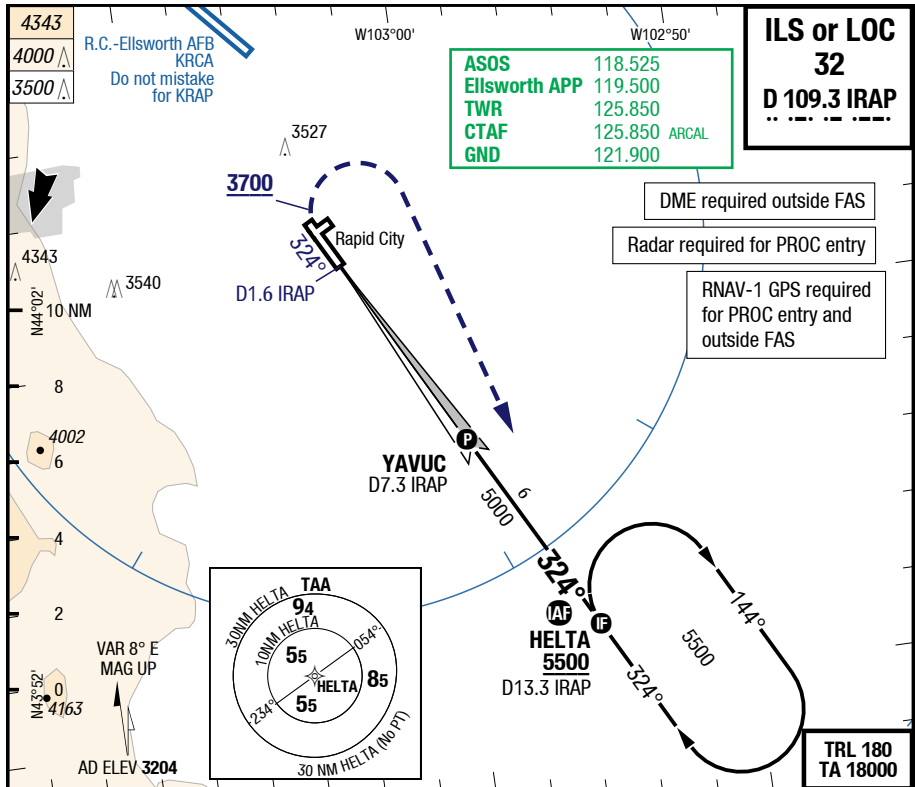 4343
4000
3500
R.C.-Ellsworth AFB
KRCA
Do not mistake
for KRAP
W103°00'
W102°50'
ILS or LOC
32
D 109.3 IRAP
ASOS 118.525
Ellsworth APP 119.500
TWR 125.850
CTAF 125.850 ARCAL
GND 121.900
DME required outside FAS
Radar required for PROC entry
RNAV-1 GPS required
for PROC entry and
outside FAS
3527
3700
Rapid City
324°
D1.6 IRAP
4343
3540
N44°02'
10 NM
8
4002
6
4
2
0
N43°52'
4163
YAVUC
D7.3 IRAP
P
6
5000
324°
IAF
IF
HELTA
5500
D13.3 IRAP
144°
5500
324°
VAR 8° E
MAG UP
AD ELEV 3204
TAA
30NM HELTA
94
10NM HELTA
054°
55
HELTA
85
55
234°
30 NM HELTA (No PT)
TRL 180
TA 18000